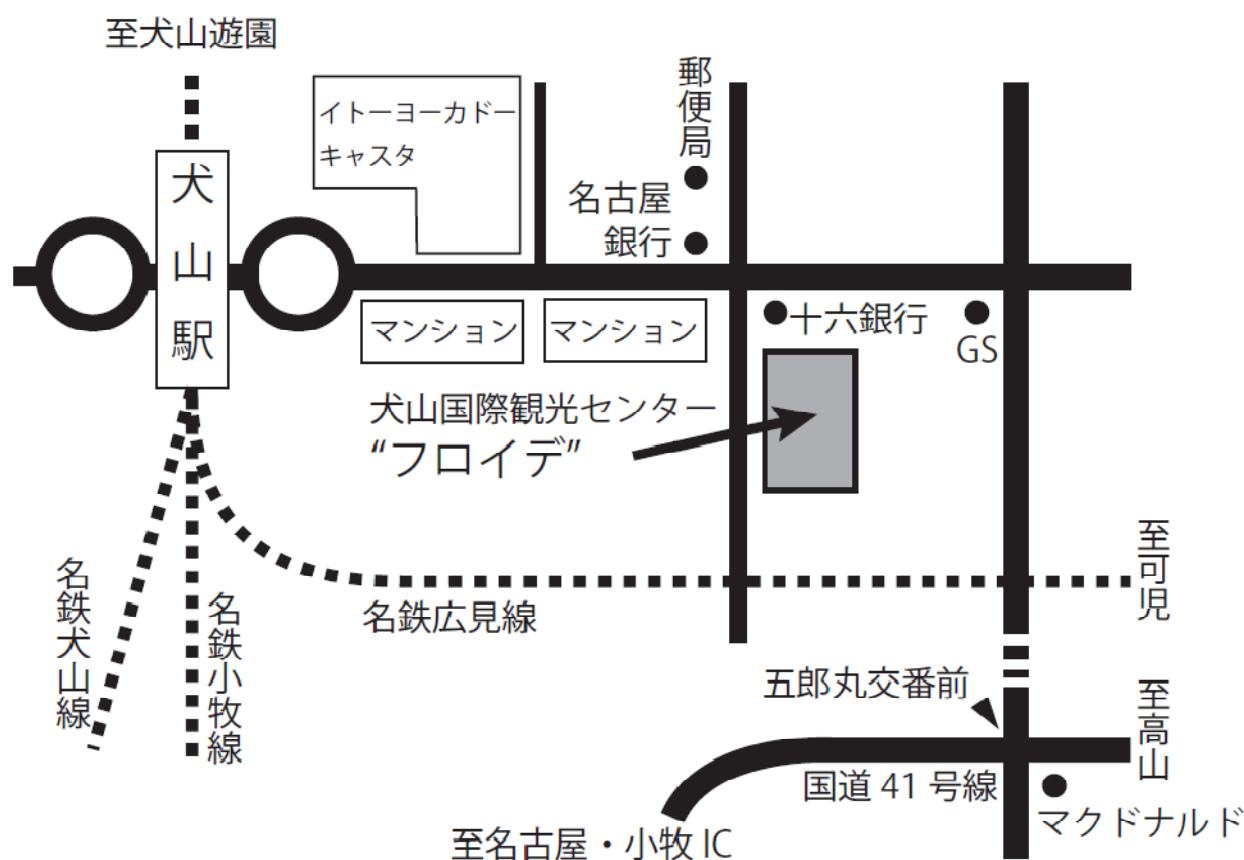 至犬山遊園
犬山駅
イトーヨーカドー
キャスタ
郵便局
名古屋
銀行
マンション
マンション
十六銀行
GS
犬山国際観光センター
“フロイデ”
名鉄犬山線
名鉄小牧線
名鉄広見線
至可児
五郎丸交番前
至高山
国道 41 号線
マクドナルド
至名古屋・小牧 IC